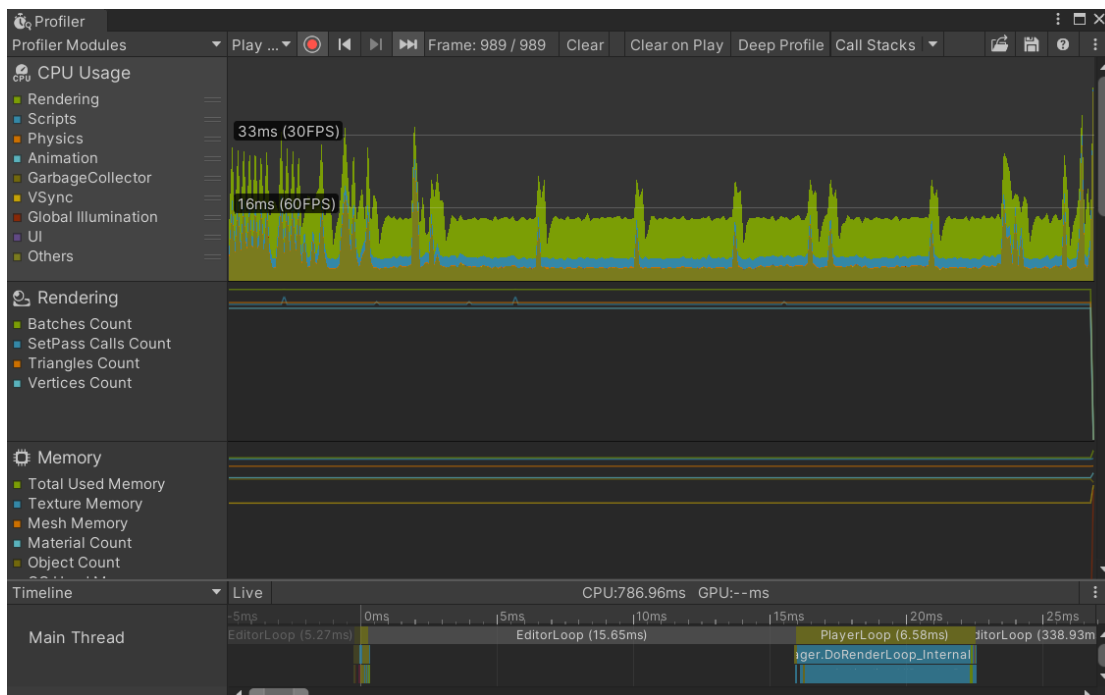 Profiler
Profiler Modules Play ... Frame: 989 / 989 Clear Clear on Play Deep Profile Call Stacks
CPU Usage
Rendering
Scripts
Physics
Animation
GarbageCollector
VSync
Global Illumination
UI
Others
33ms (30FPS)
16ms (60FPS)
Rendering
Batches Count
SetPass Calls Count
Triangles Count
Vertices Count
Memory
Total Used Memory
Texture Memory
Mesh Memory
Material Count
Object Count
Timeline Live CPU:786.96ms GPU:--ms
-5ms 0ms 5ms 10ms 15ms 20ms 25ms
Main Thread EditorLoop (5.27ms) EditorLoop (15.65ms) PlayerLoop (6.58ms) ditorLoop (338.93m
ger.DoRenderLoop_Internal